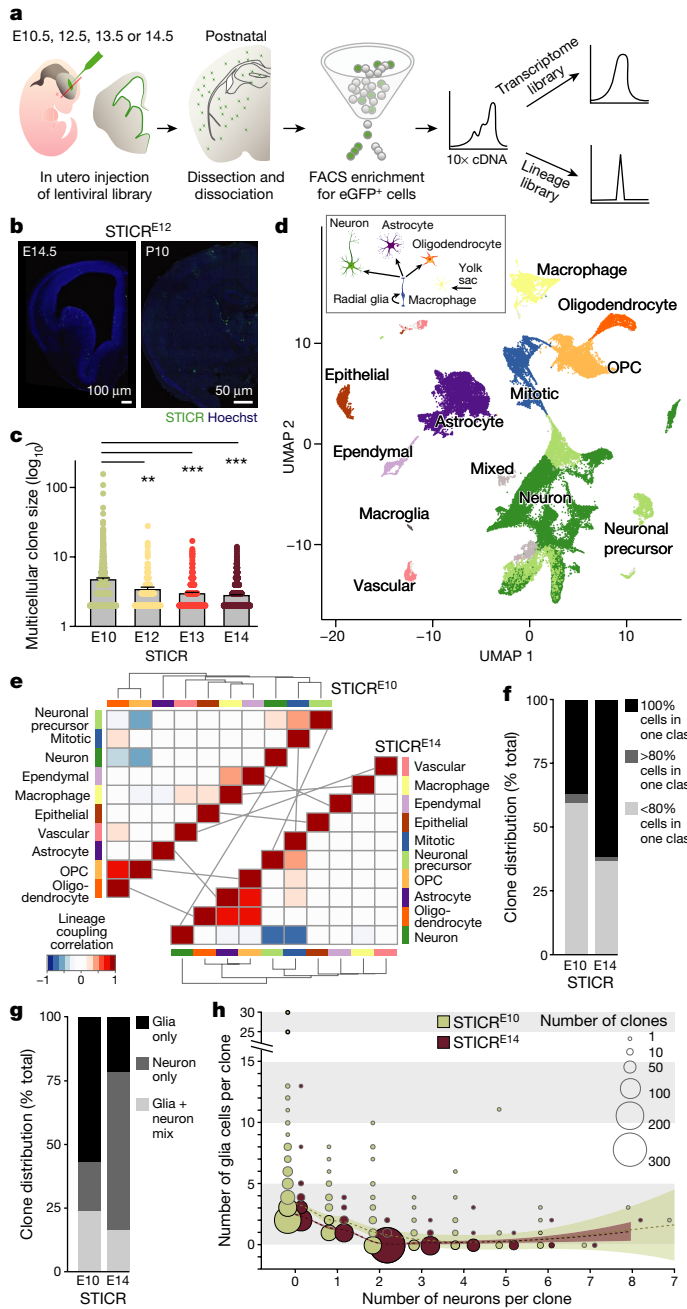 a
E10.5, 12.5, 13.5 or 14.5
Postnatal
In utero injection
of lentiviral library
Dissection and
dissociation
FACS enrichment
for eGFP⁺ cells
10× cDNA
Transcriptome
library
Lineage
library
b
STICR^E12
E14.5
P10
100 μm
50 μm
STICR Hoechst
c
Multicellular clone size (log₁₀)
100
10
1
**
***
***
E10 E12 E13 E14
STICR
d
Neuron
Astrocyte
Oligodendrocyte
Yolk
sac
Radial glia
Macrophage
Macrophage
Oligodendrocyte
OPC
Mitotic
Epithelial
Astrocyte
Ependymal
Mixed
Neuron
Macroglia
Neuronal
precursor
Vascular
UMAP 2
10
0
−10
−20 −10 0 10
UMAP 1
e
STICR^E10
Neuronal
precursor
Mitotic
Neuron
Ependymal
Macrophage
Epithelial
Vascular
Astrocyte
OPC
Oligo-
dendrocyte
STICR^E14
Vascular
Macrophage
Ependymal
Epithelial
Mitotic
Neuronal
precursor
OPC
Astrocyte
Oligo-
dendrocyte
Neuron
Lineage
coupling
correlation
−1 0 1
f
Clone distribution (% total)
100
75
50
25
0
E10 E14
STICR
100%
cells in
one clas
>80%
cells in
one clas
<80%
cells in
one clas
g
Clone distribution (% total)
100
75
50
25
0
E10 E14
STICR
Glia
only
Neuron
only
Glia +
neuron
mix
h
Number of glia cells per clone
30
25
15
10
5
0
STICR^E10
STICR^E14
Number of clones
1
10
50
100
200
300
0 1 2 3 4 5 6 7 8 9 7
Number of neurons per clone